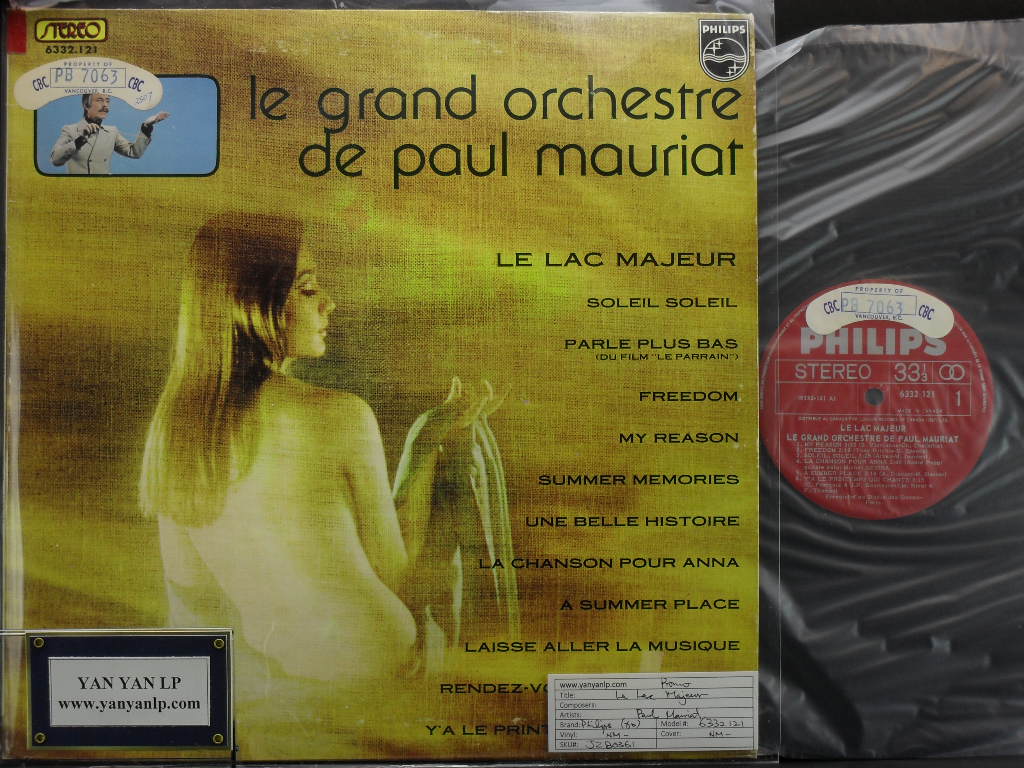 STEREO
6332.121
PROPERTY OF
CBC PB 7063 CBC
VANCOUVER, B.C.
PHILIPS
le grand orchestre
de paul mauriat
LE LAC MAJEUR
SOLEIL SOLEIL
PARLE PLUS BAS
(DU FILM "LE PARRAIN")
FREEDOM
MY REASON
SUMMER MEMORIES
UNE BELLE HISTOIRE
LA CHANSON POUR ANNA
A SUMMER PLACE
LAISSE ALLER LA MUSIQUE
RENDEZ-VO
Y'A LE PRINT
YAN YAN LP
www.yanyanlp.com
www.yanyanlp.com Promo
Title: Le Lac Majeur
Composers:
Artists: Paul Mauriat
Brand: Philips Model #: 6332 121
Vinyl: NM- Cover: NM-
SKU#: JZB0361
PROPERTY OF
CBC PB 7063 CBC
VANCOUVER, B.C.
PHILIPS
STEREO 33 1/3
6332 121 1
LE LAC MAJEUR
LE GRAND ORCHESTRE DE PAUL MAURIAT